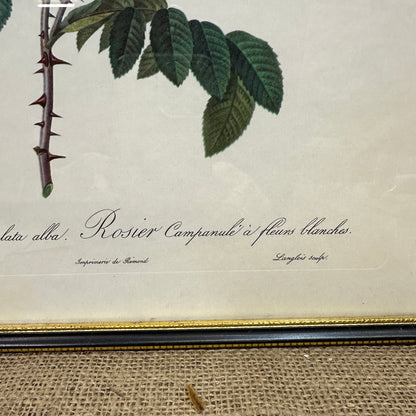 lata alba. Rosier Campanulé à fleurs blanches.
Imprimerie de Rémond Langlois sculp.